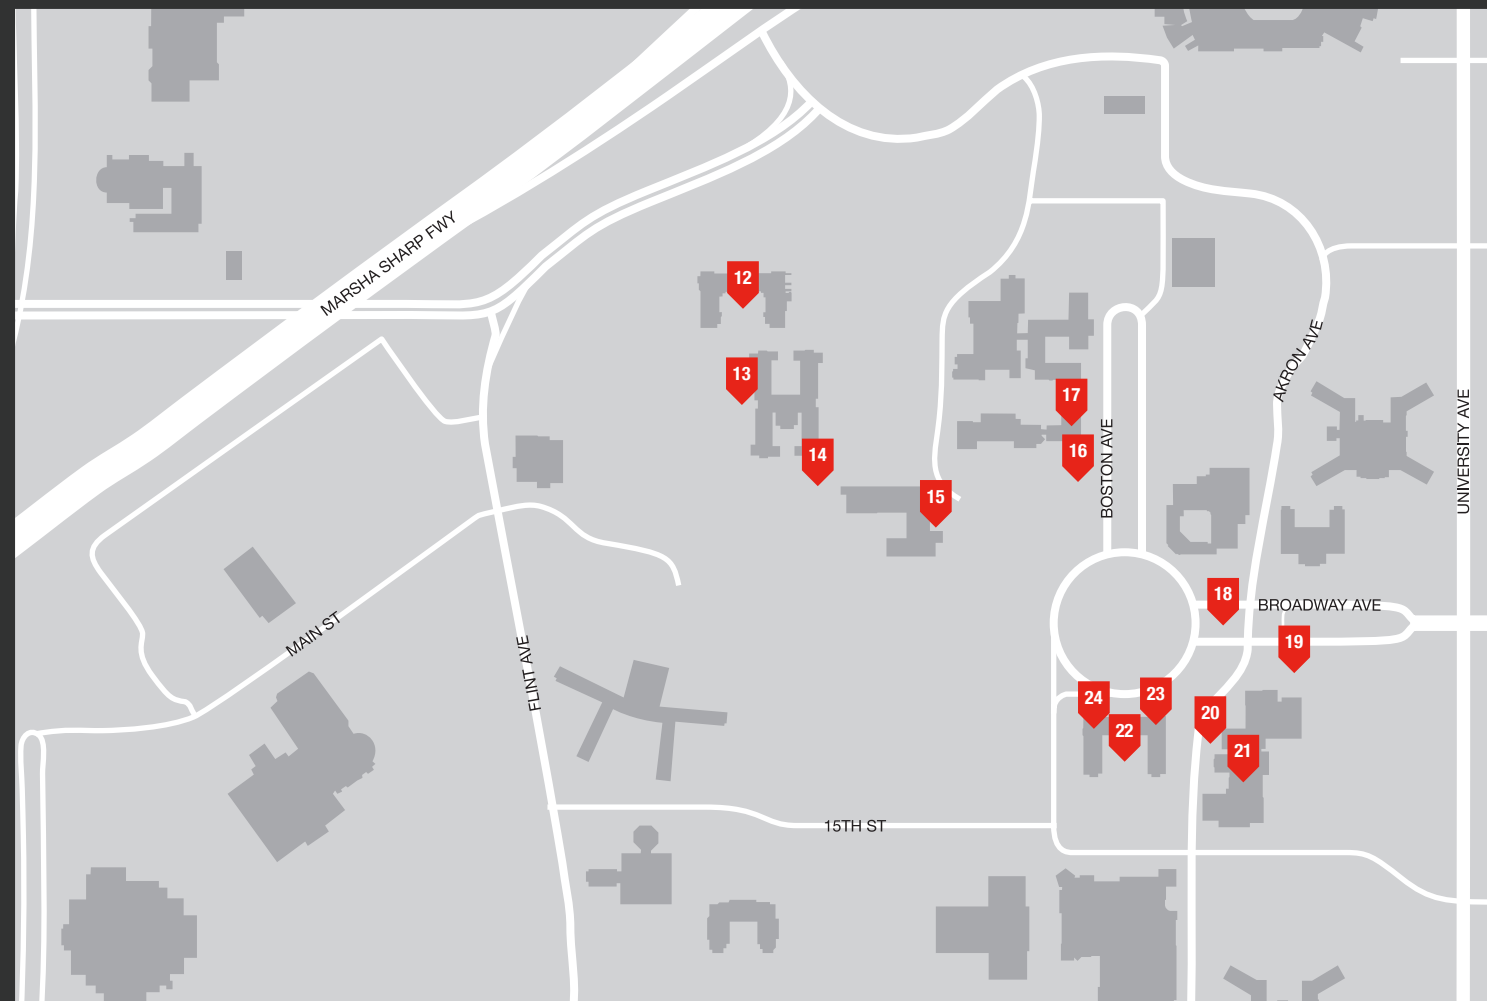 MARSHA SHARP FWY
12
AKRON AVE
13
17
UNIVERSITY AVE
14
16
BOSTON AVE
15
18
BROADWAY AVE
MAIN ST
19
FLINT AVE
24
23
20
22
21
15TH ST